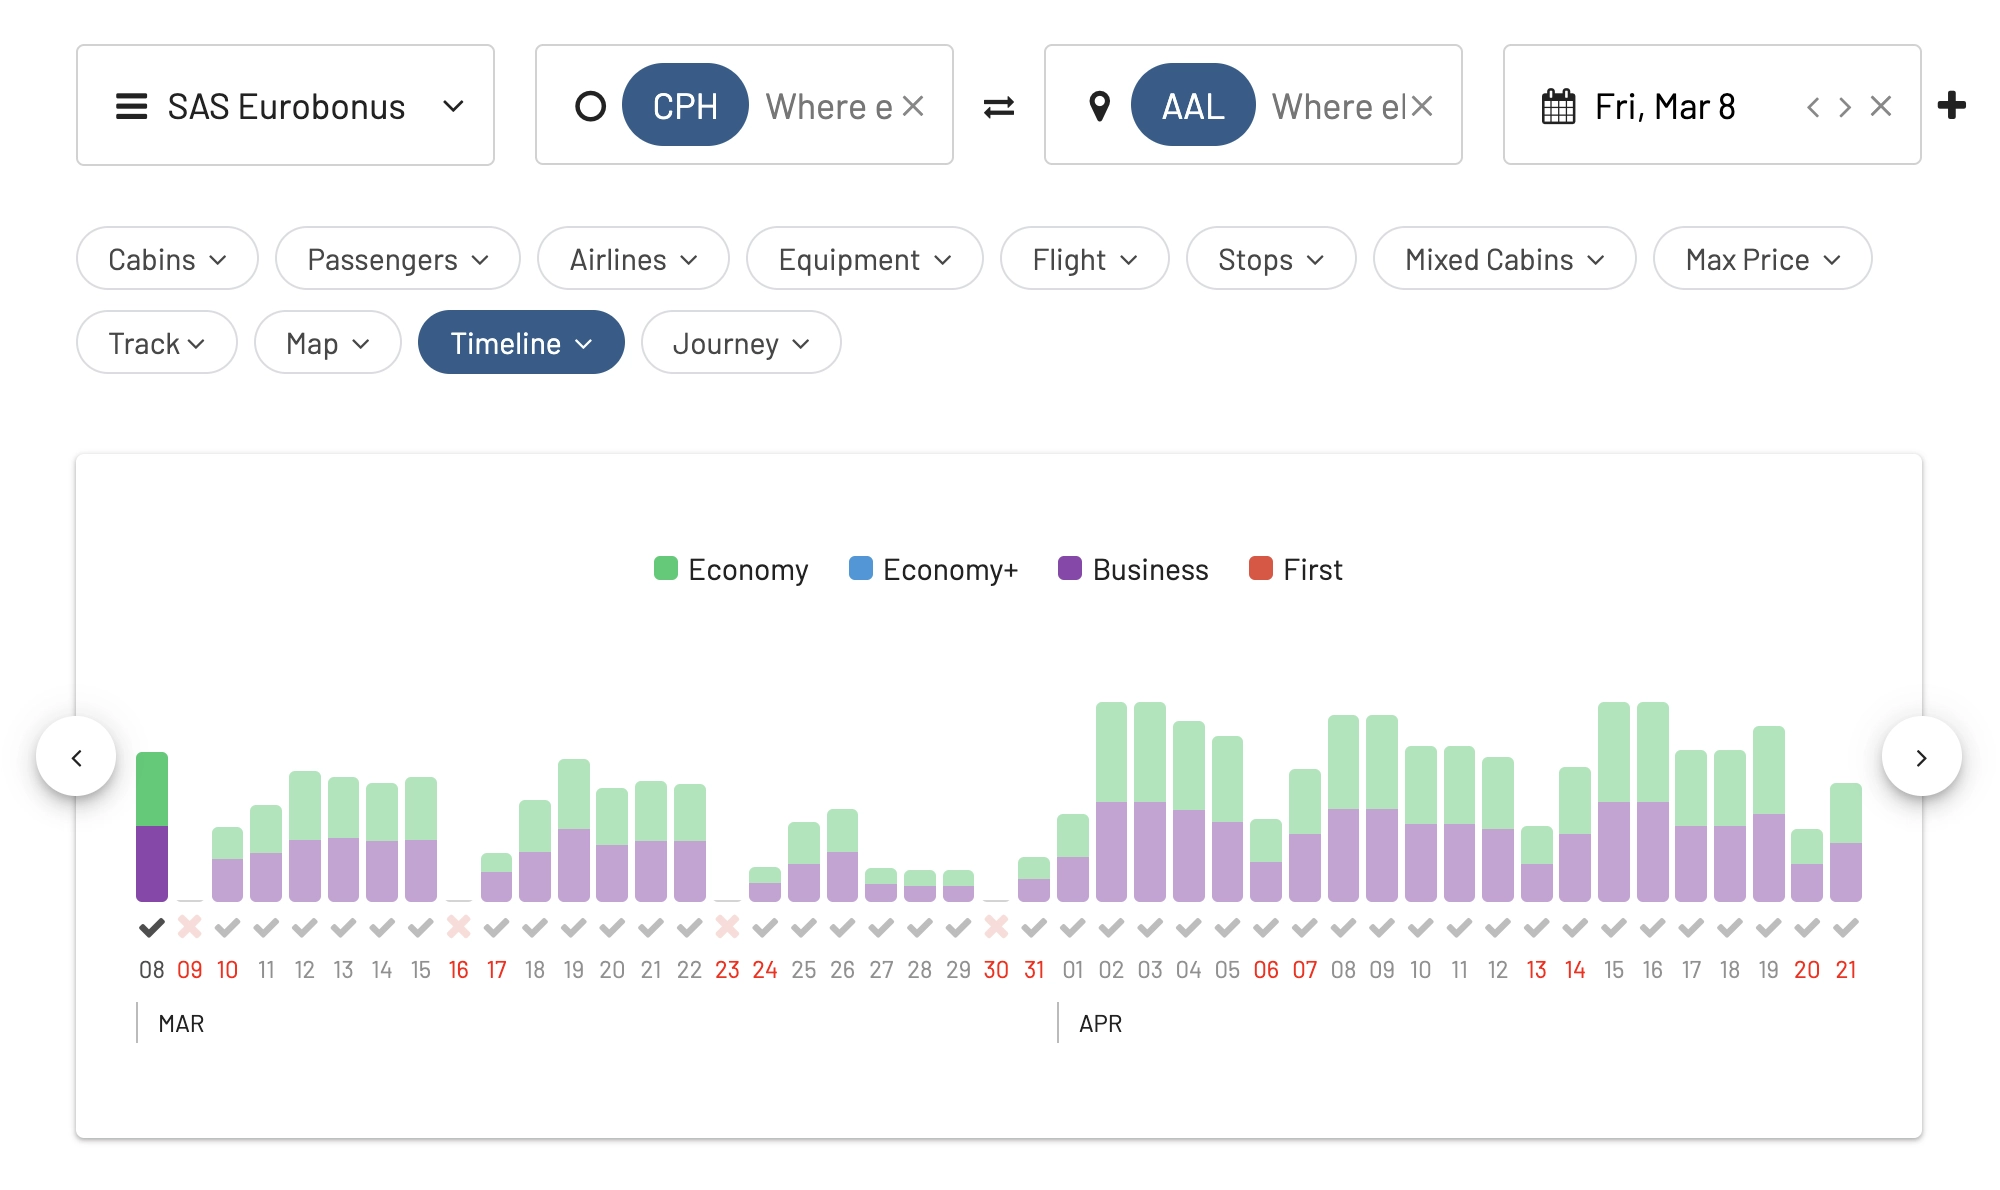 SAS Eurobonus CPH Where e AAL Where el Fri, Mar 8
Cabins Passengers Airlines Equipment Flight Stops Mixed Cabins Max Price
Track Map Timeline Journey
Economy Economy+ Business First
08 09 10 11 12 13 14 15 16 17 18 19 20 21 22 23 24 25 26 27 28 29 30 31 01 02 03 04 05 06 07 08 09 10 11 12 13 14 15 16 17 18 19 20 21
MAR APR